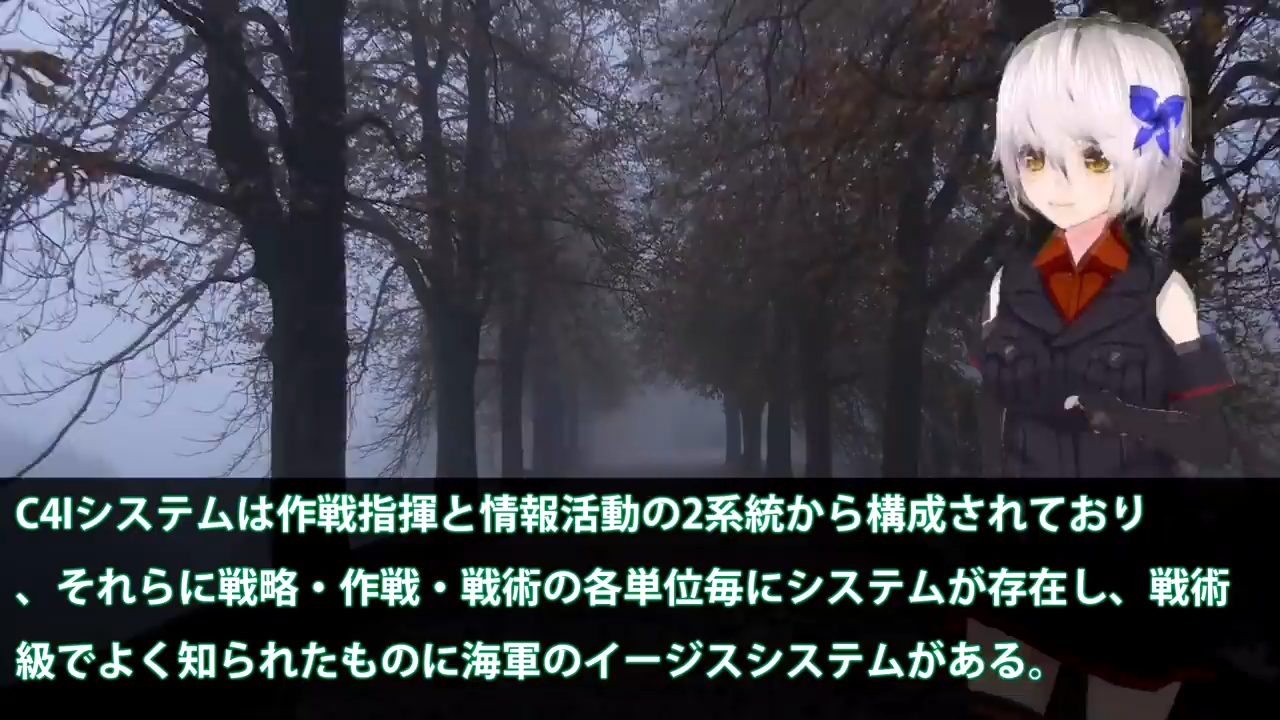 C4Iシステムは作戦指揮と情報活動の2系統から構成されており
、それらに戦略・作戦・戦術の各単位毎にシステムが存在し、戦術
級でよく知られたものに海軍のイージスシステムがある。